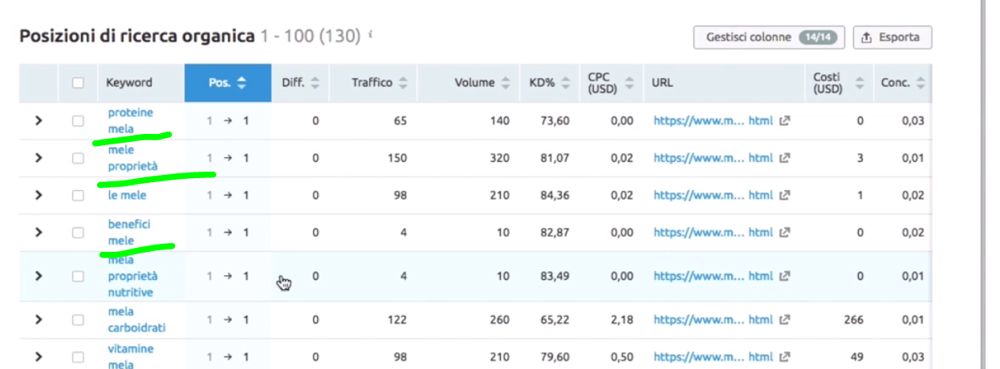 Posizioni di ricerca organica 1 - 100 (130) i
Gestisci colonne 14/14 Esporta
Keyword Pos. Diff. Traffico Volume KD% CPC (USD) URL Costi (USD) Conc.
proteine
mela 1 → 1 0 65 140 73,60 0,00 https://www.m... html 0 0,03
mele
proprietà 1 → 1 0 150 320 81,07 0,02 https://www.m... html 3 0,01
le mele 1 → 1 0 98 210 84,36 0,02 https://www.m... html 1 0,02
benefici
mele 1 → 1 0 4 10 82,87 0,00 https://www.m... html 0 0,02
mela
proprietà 1 → 1 0 4 10 83,49 0,00 https://www.m... html 0 0,01
nutritive
mela
carboidrati 1 → 1 0 122 260 65,22 2,18 https://www.m... html 266 0,01
vitamine
mela 1 → 1 0 98 210 79,60 0,50 https://www.m... html 49 0,03